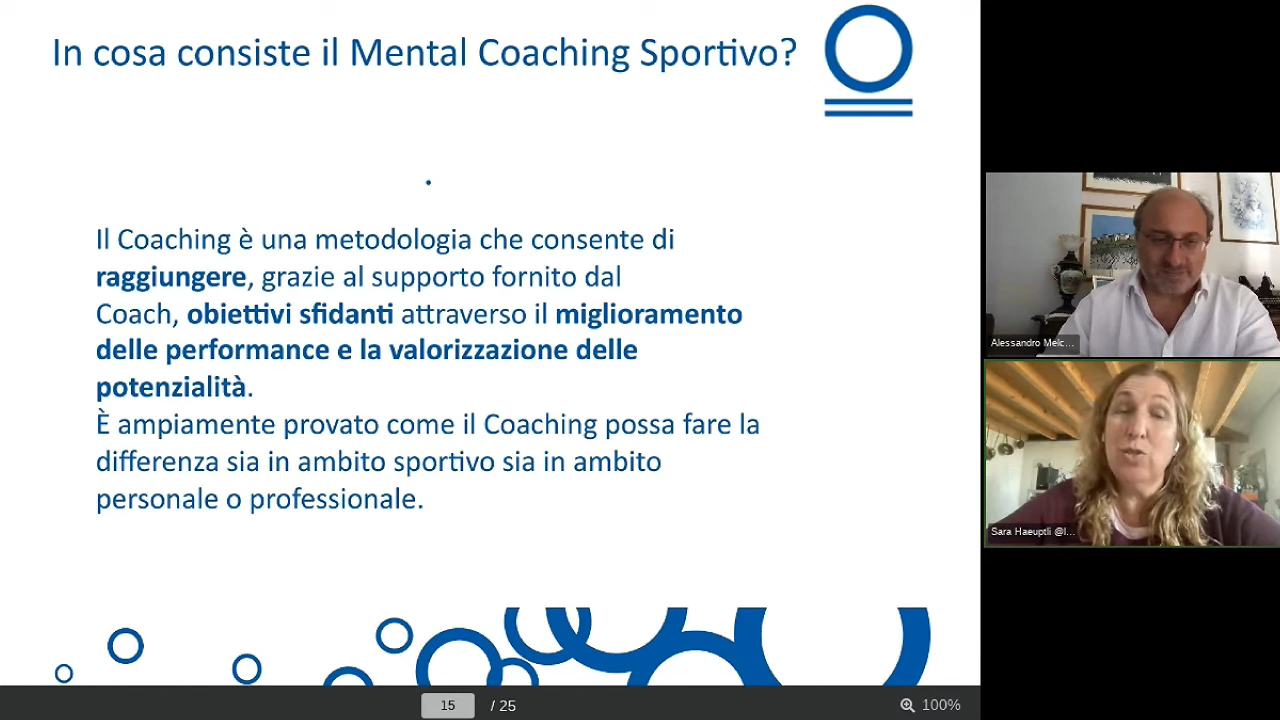 In cosa consiste il Mental Coaching Sportivo?
.
Il Coaching è una metodologia che consente di
raggiungere, grazie al supporto fornito dal
Coach, obiettivi sfidanti attraverso il miglioramento
delle performance e la valorizzazione delle
potenzialità.
È ampiamente provato come il Coaching possa fare la
differenza sia in ambito sportivo sia in ambito
personale o professionale.
Alessandro Melc...
Sara Haeuptli @l...
15 / 25
100%